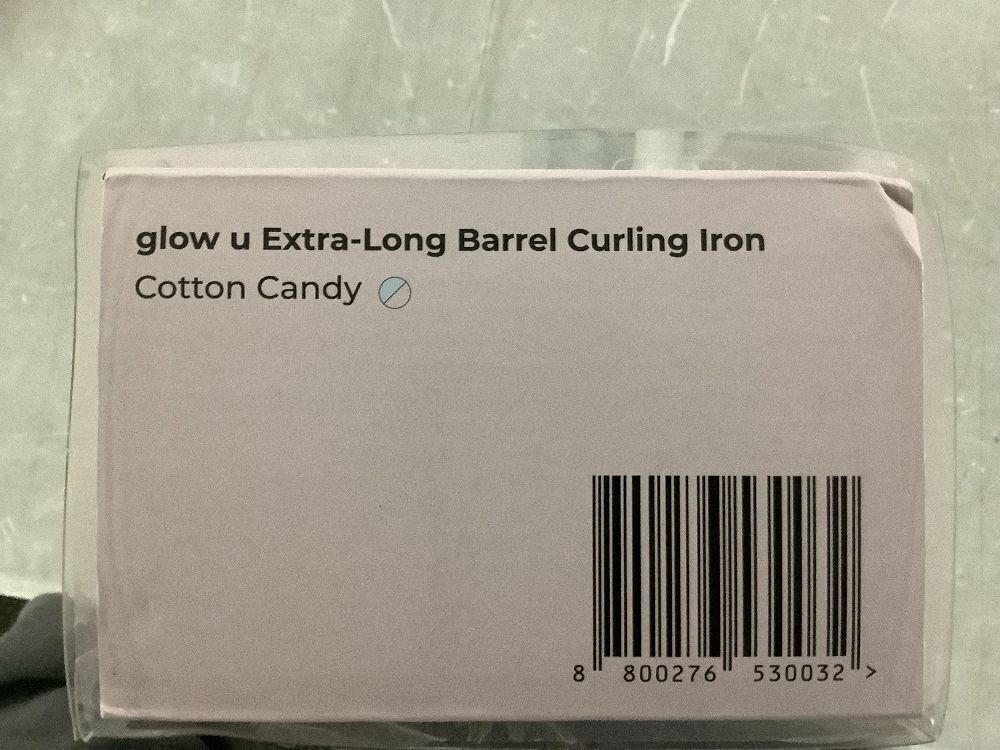 glow u Extra-Long Barrel Curling Iron
Cotton Candy
8 800276 530032 >